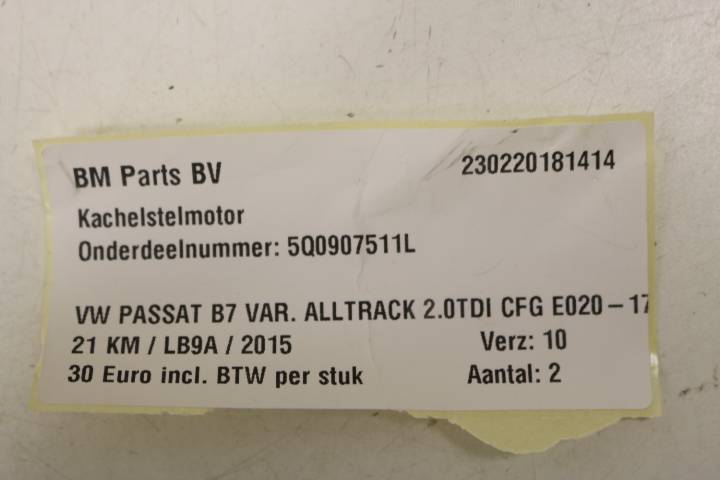 BM Parts BV 230220181414
Kachelstelmotor
Onderdeelnummer: 5Q0907511L
VW PASSAT B7 VAR. ALLTRACK 2.0TDI CFG E020-17
21 KM / LB9A / 2015 Verz: 10
30 Euro incl. BTW per stuk Aantal: 2